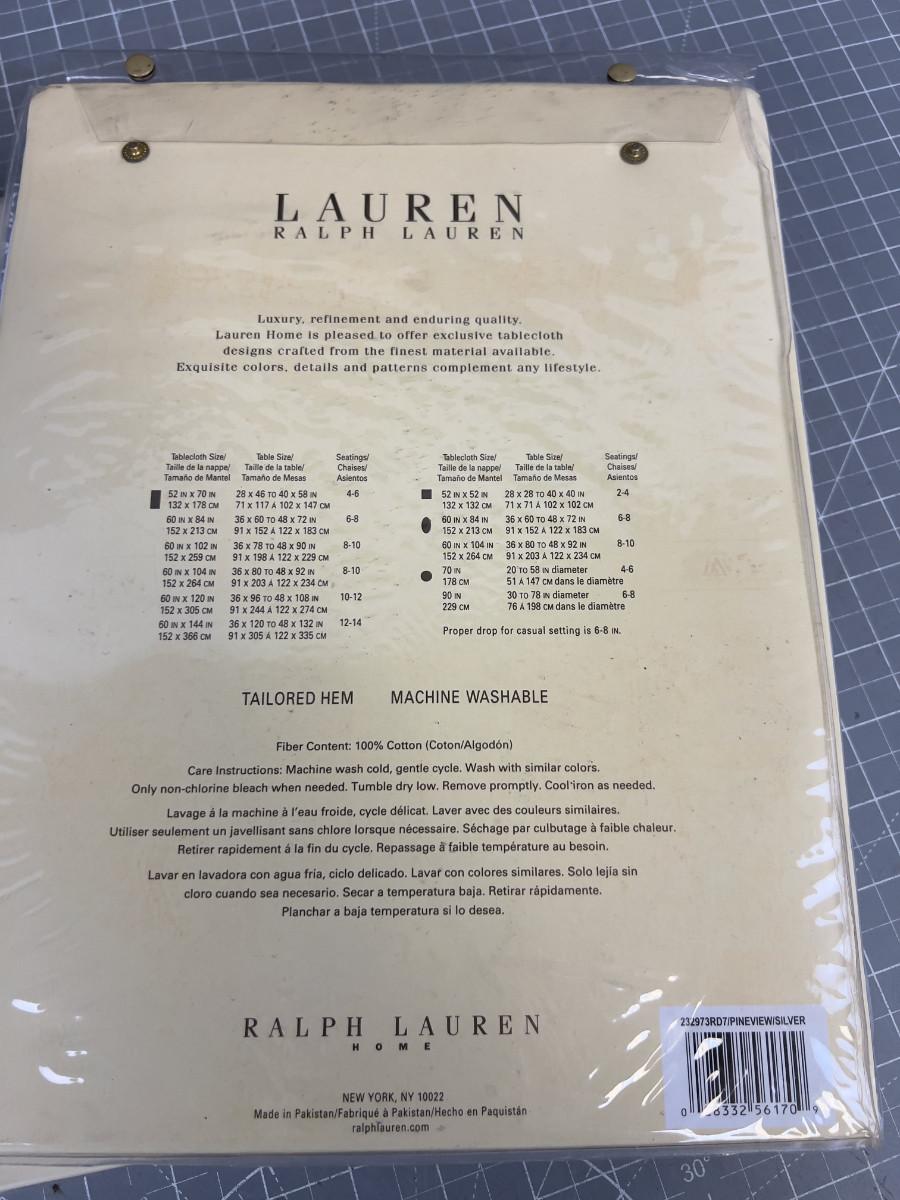 LAUREN
RALPH LAUREN
Luxury, refinement and enduring quality.
Lauren Home is pleased to offer exclusive tablecloth
designs crafted from the finest material available.
Exquisite colors, details and patterns complement any lifestyle.
Tablecloth Size/ Table Size/ Seatings/
Taille de la nappe/ Taille de la table/ Chaises/
Tamaño de Mantel Tamaño de Mesas Asientos
52 IN X 70 IN 28 X 46 TO 40 X 58 IN 4-6
132 X 178 CM 71 X 117 À 102 X 147 CM
60 IN X 84 IN 36 X 60 TO 48 X 72 IN 6-8
152 X 213 CM 91 X 152 À 122 X 183 CM
60 IN X 102 IN 36 X 78 TO 48 X 90 IN 8-10
152 X 259 CM 91 X 198 À 122 X 229 CM
60 IN X 104 IN 36 X 80 TO 48 X 92 IN 8-10
152 X 264 CM 91 X 203 À 122 X 234 CM
60 IN X 120 IN 36 X 96 TO 48 X 108 IN 10-12
152 X 305 CM 91 X 244 À 122 X 274 CM
60 IN X 144 IN 36 X 120 TO 48 X 132 IN 12-14
152 X 366 CM 91 X 305 À 122 X 335 CM
Tablecloth Size/ Table Size/ Seatings/
Taille de la nappe/ Taille de la table/ Chaises/
Tamaño de Mantel Tamaño de Mesas Asientos
52 IN X 52 IN 28 X 28 TO 40 X 40 IN 2-4
132 X 132 CM 71 X 71 À 102 X 102 CM
60 IN X 84 IN 36 X 60 TO 48 X 72 IN 6-8
152 X 213 CM 91 X 152 À 122 X 183 CM
60 IN X 104 IN 36 X 80 TO 48 X 92 IN 8-10
152 X 264 CM 91 X 203 À 122 X 234 CM
70 IN 20 TO 58 IN diameter 4-6
178 CM 51 À 147 CM dans le diamètre
90 IN 30 TO 78 IN diameter 6-8
229 CM 76 À 198 CM dans le diamètre
Proper drop for casual setting is 6-8 IN.
TAILORED HEM MACHINE WASHABLE
Fiber Content: 100% Cotton (Coton/Algodón)
Care Instructions: Machine wash cold, gentle cycle. Wash with similar colors.
Only non-chlorine bleach when needed. Tumble dry low. Remove promptly. Cool iron as needed.
Lavage á la machine à l'eau froide, cycle délicat. Laver avec des couleurs similaires.
Utiliser seulement un javellisant sans chlore lorsque nécessaire. Séchage par culbutage à faible chaleur.
Retirer rapidement á la fin du cycle. Repassage à faible température au besoin.
Lavar en lavadora con agua fria, ciclo delicado. Lavar con colores similares. Solo lejía sin
cloro cuando sea necesario. Secar a temperatura baja. Retirar rápidamente.
Planchar a baja temperatura si lo desea.
RALPH LAUREN
HOME
NEW YORK, NY 10022
Made in Pakistan/Fabriqué à Pakistan/Hecho en Paquistán
ralphlauren.com
232973RD7/PINEVIEW/SILVER
0 56170 9
30°